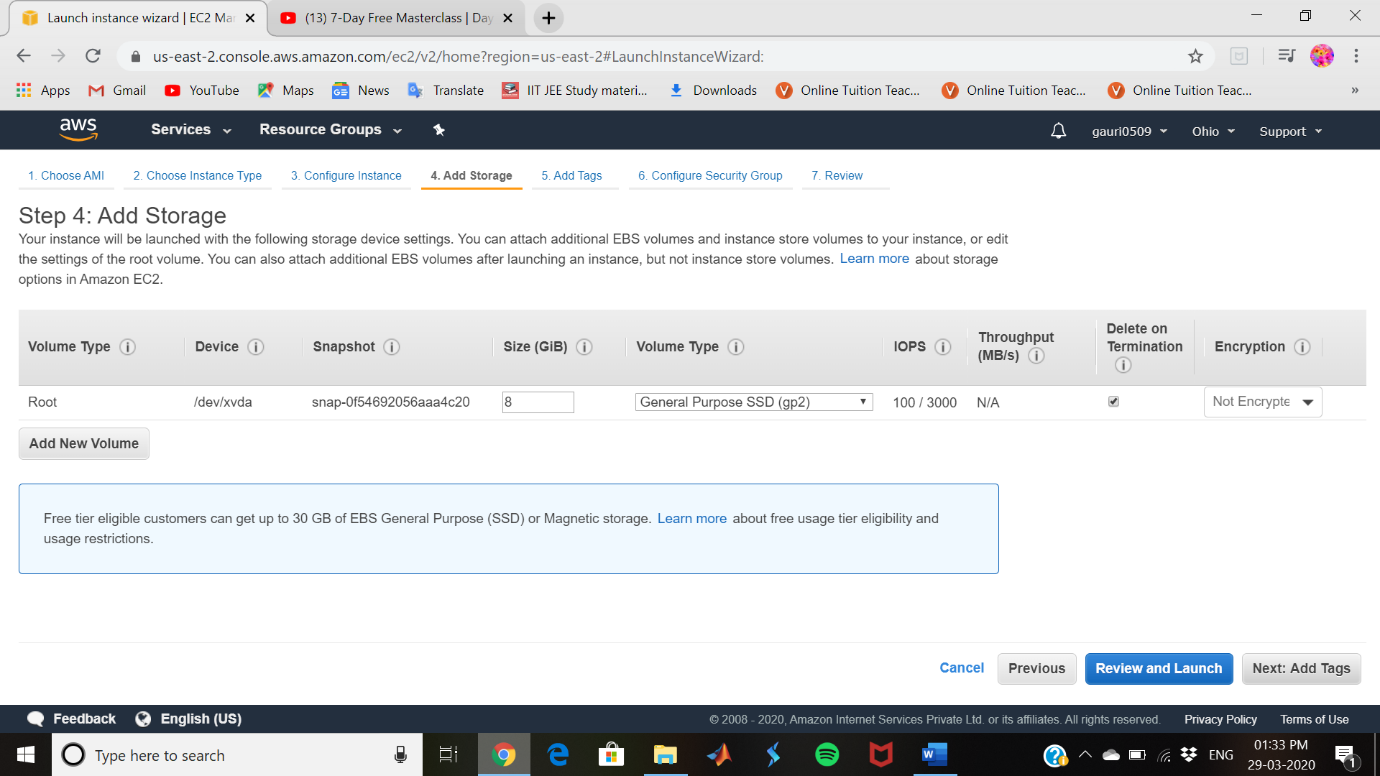 Launch instance wizard | EC2 Ma
(13) 7-Day Free Masterclass | Day
us-east-2.console.aws.amazon.com/ec2/v2/home?region=us-east-2#LaunchInstanceWizard:
Apps Gmail YouTube Maps GE News Translate IIT JEE Study materi... Downloads Online Tuition Teac... Online Tuition Teac... Online Tuition Teac... »
aws Services Resource Groups gauri0509 Ohio Support
1. Choose AMI 2. Choose Instance Type 3. Configure Instance 4. Add Storage 5. Add Tags 6. Configure Security Group 7. Review
Step 4: Add Storage
Your instance will be launched with the following storage device settings. You can attach additional EBS volumes and instance store volumes to your instance, or edit
the settings of the root volume. You can also attach additional EBS volumes after launching an instance, but not instance store volumes. Learn more about storage
options in Amazon EC2.
Volume Type i Device i Snapshot i Size (GiB) i Volume Type i IOPS i Throughput (MB/s) i Delete on Termination i Encryption i
Root /dev/xvda snap-0f54692056aaa4c20 8 General Purpose SSD (gp2) 100 / 3000 N/A Not Encrypte
Add New Volume
Free tier eligible customers can get up to 30 GB of EBS General Purpose (SSD) or Magnetic storage. Learn more about free usage tier eligibility and
usage restrictions.
Cancel Previous Review and Launch Next: Add Tags
Feedback English (US) © 2008 - 2020, Amazon Internet Services Private Ltd. or its affiliates. All rights reserved. Privacy Policy Terms of Use
Type here to search W ENG 01:33 PM
29-03-2020 1